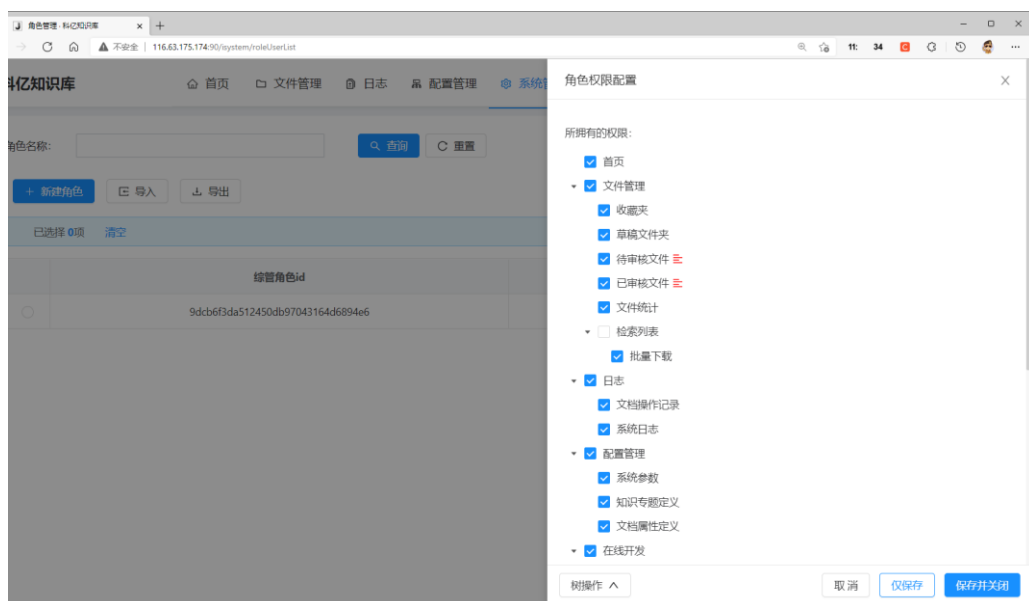 角色管理 · 科亿知识库
不安全 | 116.63.175.174:90/isystem/roleUserList
11: 34
科亿知识库 首页 文件管理 日志 配置管理 系统管
角色名称: 查询 重置
+ 新建角色 导入 导出
已选择 0项 清空
综管角色id
9dcb6f3da512450db97043164d6894e6
角色权限配置
所拥有的权限:
首页
文件管理
收藏夹
草稿文件夹
待审核文件
已审核文件
文件统计
检索列表
批量下载
日志
文档操作记录
系统日志
配置管理
系统参数
知识专题定义
文档属性定义
在线开发
树操作 取消 仅保存 保存并关闭